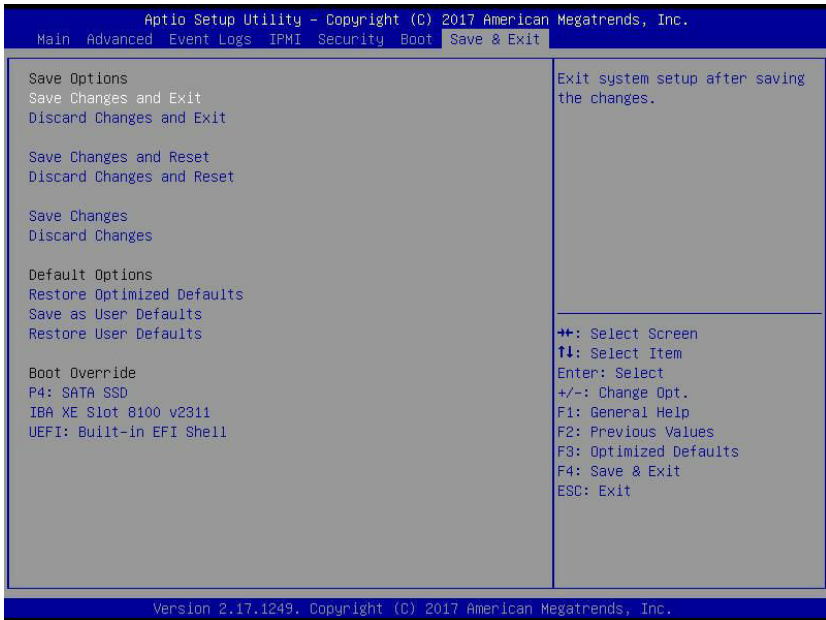 Aptio Setup Utility – Copyright (C) 2017 American Megatrends, Inc.
Main Advanced Event Logs IPMI Security Boot Save & Exit
Save Options
Save Changes and Exit
Discard Changes and Exit
Save Changes and Reset
Discard Changes and Reset
Save Changes
Discard Changes
Default Options
Restore Optimized Defaults
Save as User Defaults
Restore User Defaults
Boot Override
P4: SATA SSD
IBA XE Slot 8100 v2311
UEFI: Built-in EFI Shell
Exit system setup after saving
the changes.
→←: Select Screen
↑↓: Select Item
Enter: Select
+/-: Change Opt.
F1: General Help
F2: Previous Values
F3: Optimized Defaults
F4: Save & Exit
ESC: Exit
Version 2.17.1249. Copyright (C) 2017 American Megatrends, Inc.